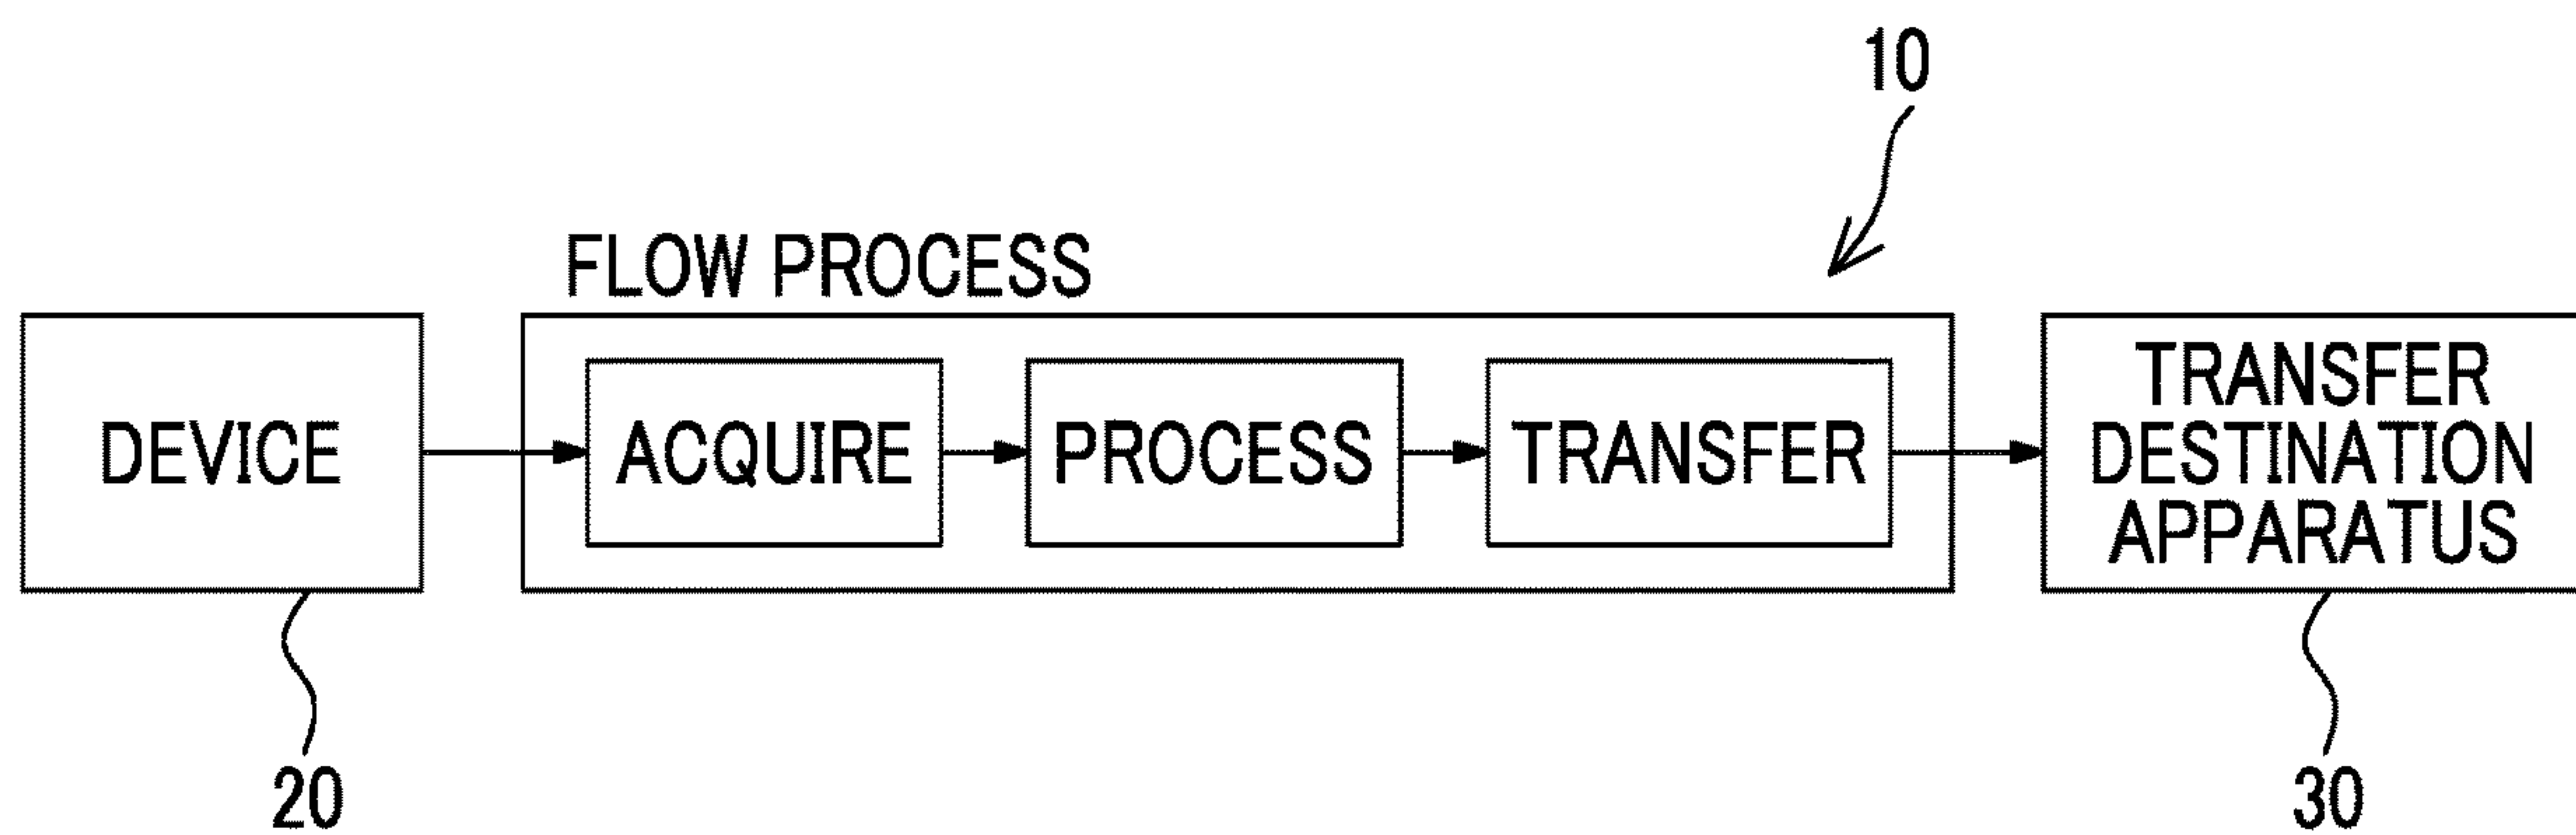 10
FLOW PROCESS
DEVICE
ACQUIRE
PROCESS
TRANSFER
TRANSFER
DESTINATION
APPARATUS
20
30